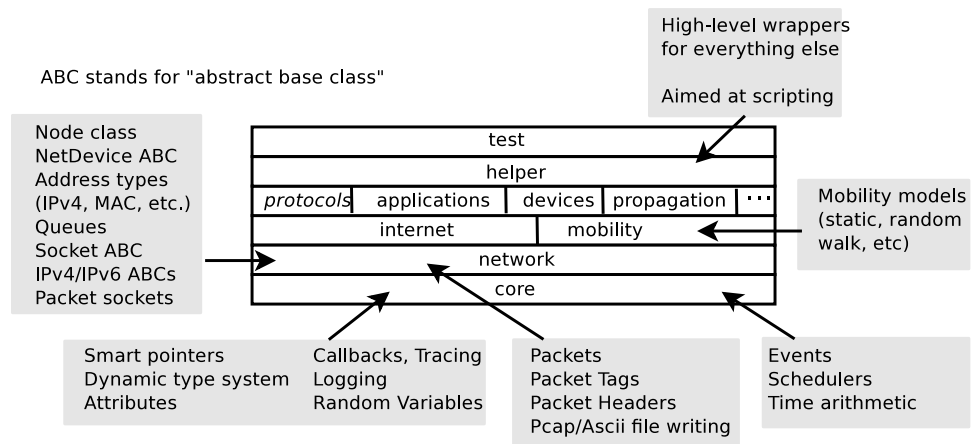 High-level wrappers
for everything else
Aimed at scripting
ABC stands for "abstract base class"
Node class
NetDevice ABC
Address types
(IPv4, MAC, etc.)
Queues
Socket ABC
IPv4/IPv6 ABCs
Packet sockets
test
helper
protocols applications devices propagation ...
internet mobility
network
core
Mobility models
(static, random
walk, etc)
Smart pointers
Dynamic type system
Attributes
Callbacks, Tracing
Logging
Random Variables
Packets
Packet Tags
Packet Headers
Pcap/Ascii file writing
Events
Schedulers
Time arithmetic